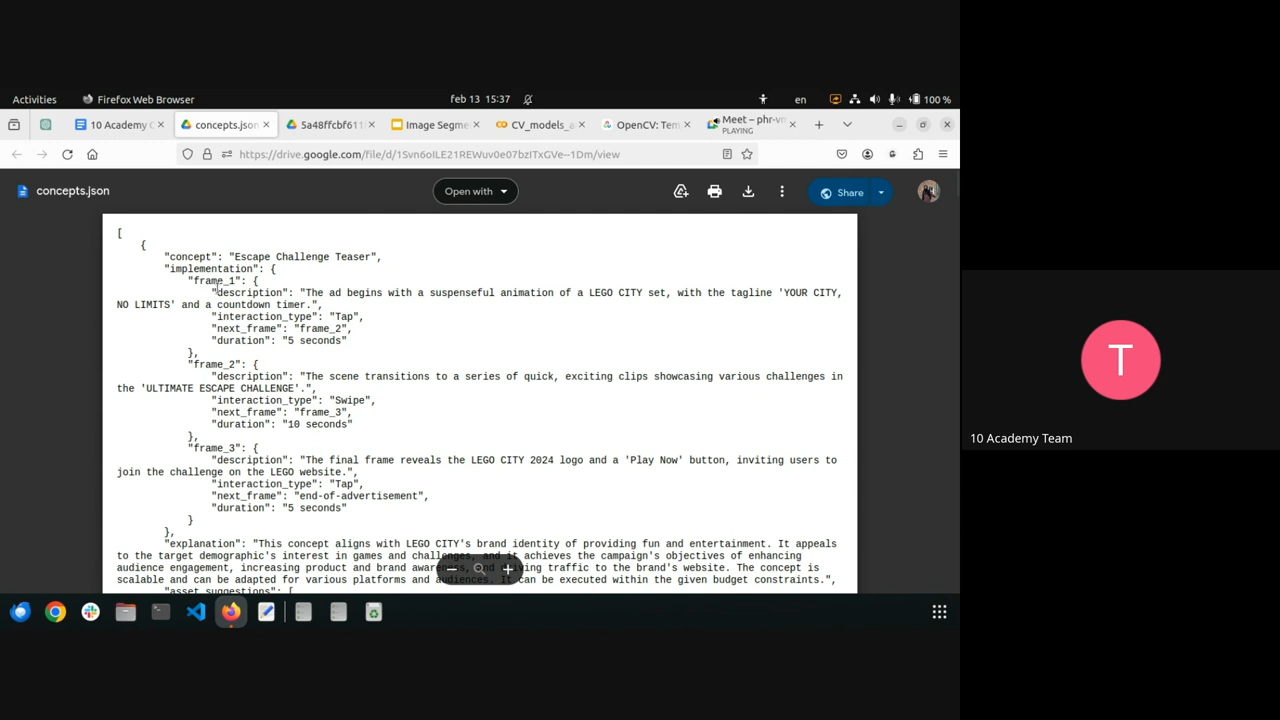 Activities
Firefox Web Browser
feb 13 15:37
en
100 %
10 Academy
concepts.json
5a48ffcbf611
Image Segme
CV_models_a
OpenCV: Tem
Meet – phr-v
PLAYING
https://drive.google.com/file/d/1Svn6oILE21REWuv0e07bzITxGVe--1Dm/view
concepts.json
Open with
Share
[
{
"concept": "Escape Challenge Teaser",
"implementation": {
"frame_1": {
"description": "The ad begins with a suspenseful animation of a LEGO CITY set, with the tagline 'YOUR CITY,
NO LIMITS' and a countdown timer.",
"interaction_type": "Tap",
"next_frame": "frame_2",
"duration": "5 seconds"
},
"frame_2": {
"description": "The scene transitions to a series of quick, exciting clips showcasing various challenges in
the 'ULTIMATE ESCAPE CHALLENGE'.",
"interaction_type": "Swipe",
"next_frame": "frame_3",
"duration": "10 seconds"
},
"frame_3": {
"description": "The final frame reveals the LEGO CITY 2024 logo and a 'Play Now' button, inviting users to
join the challenge on the LEGO website.",
"interaction_type": "Tap",
"next_frame": "end-of-advertisement",
"duration": "5 seconds"
}
},
"explanation": "This concept aligns with LEGO CITY's brand identity of providing fun and entertainment. It appeals
to the target demographic's interest in games and challenges, and it achieves the campaign's objectives of enhancing
audience engagement, increasing product and brand awareness, and driving traffic to the brand's website. The concept is
scalable and can be adapted for various platforms and audiences. It can be executed within the given budget constraints.",
"asset_suggestions": [
T
10 Academy Team